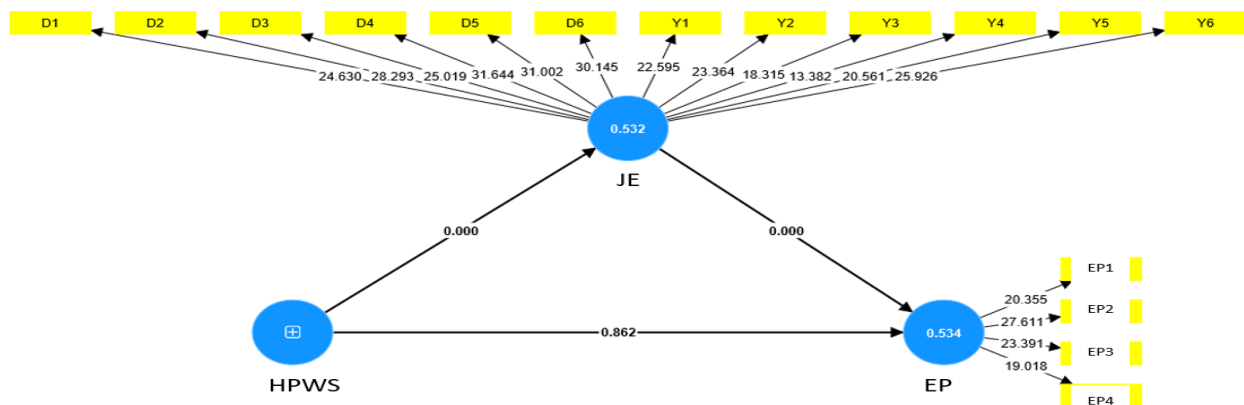 D1 D2 D3 D4 D5 D6 Y1 Y2 Y3 Y4 Y5 Y6
24.630 28.293 25.019 31.644 31.002 30.145 22.595 23.364 18.315 13.382 20.561 25.926
0.532
JE
0.000 0.000
EP1
20.355
EP2
27.611
0.862
0.534
23.391
EP3
19.018
HPWS
EP
EP4